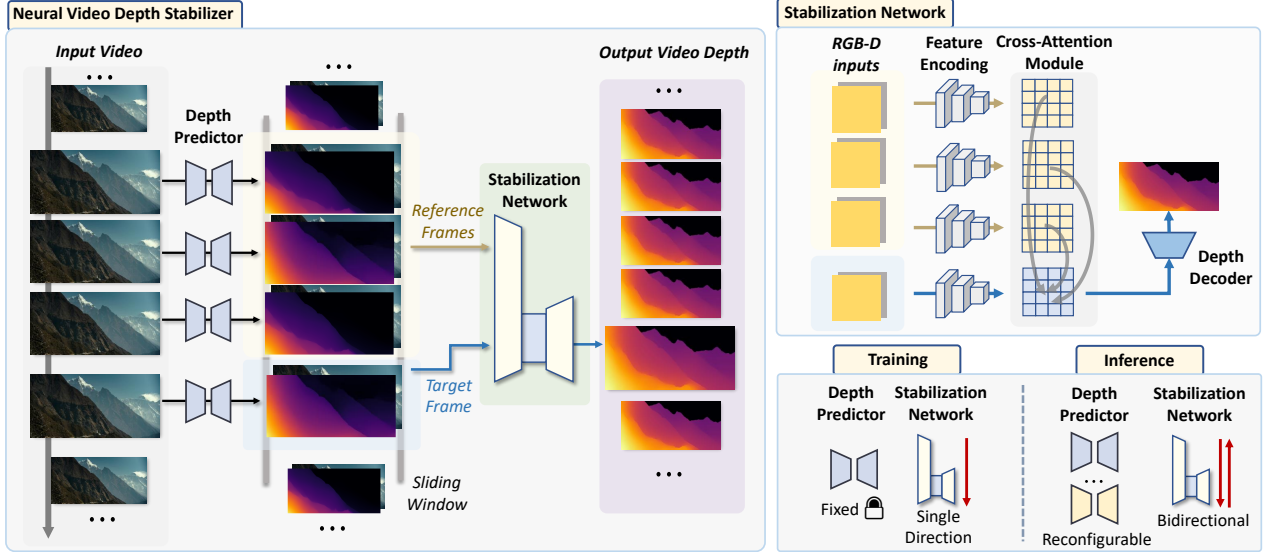 Neural Video Depth Stabilizer
Input Video
• • •
Depth
Predictor
• • •
Reference
Frames
Target
Frame
Sliding
Window
• • •
• • •
Stabilization
Network
Output Video Depth
• • •
• • •
Stabilization Network
RGB-D
inputs
Feature
Encoding
Cross-Attention
Module
Depth
Decoder
Training
Depth
Predictor
Stabilization
Network
Fixed
Single
Direction
Inference
Depth
Predictor
Stabilization
Network
...
Reconfigurable
Bidirectional